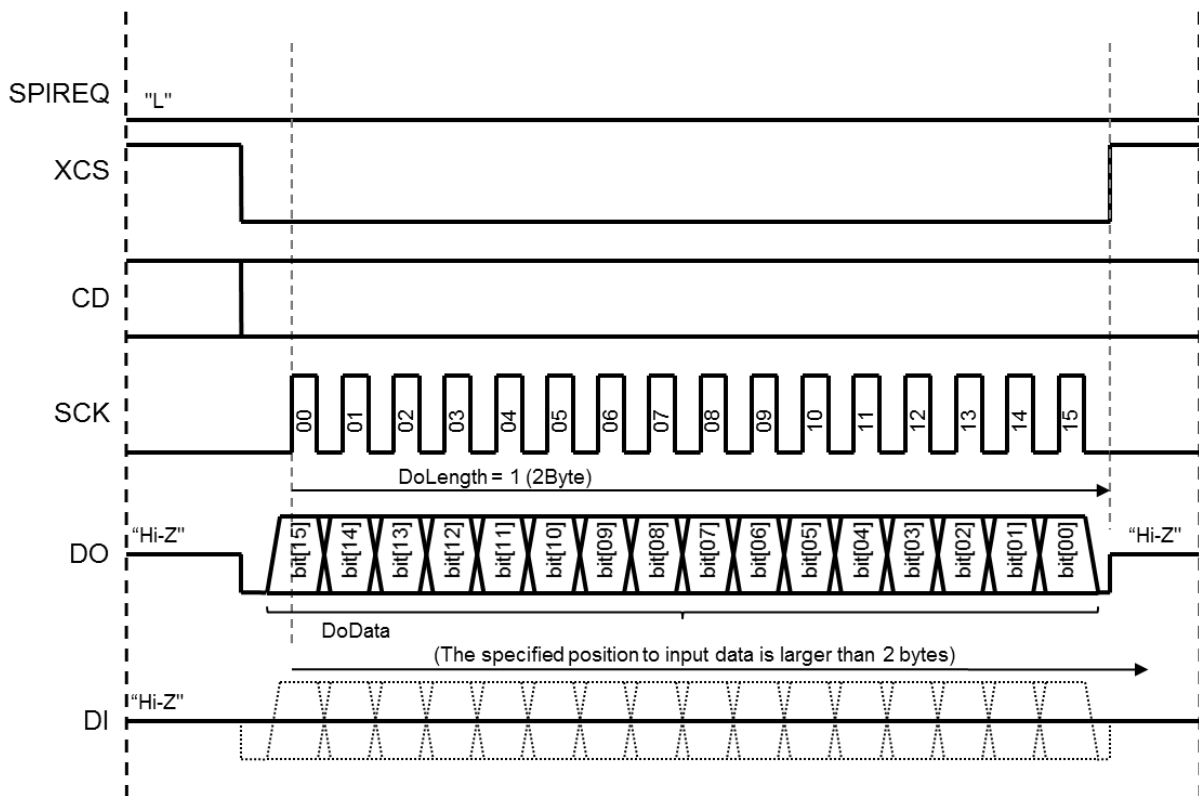 SPIREQ
"L"
XCS
CD
SCK
00 01 02 03 04 05 06 07 08 09 10 11 12 13 14 15
DoLength = 1 (2Byte)
DO
“Hi-Z"
bit[15] bit[14] bit[13] bit[12] bit[11] bit[10] bit[09] bit[08] bit[07] bit[06] bit[05] bit[04] bit[03] bit[02] bit[01] bit[00]
“Hi-Z"
DoData
(The specified position to input data is larger than 2 bytes)
“Hi-Z"
DI